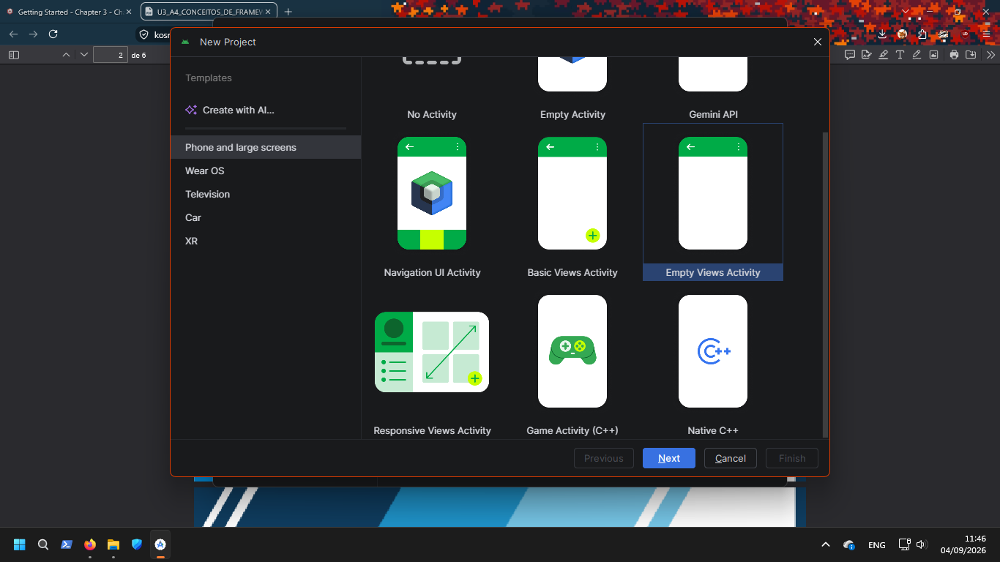 Getting Started - Chapter 3 - Ch
U3_A4_CONCEITOS_DE_FRAMEW
kosr
2 de 6
New Project
Templates
Create with AI...
Phone and large screens
Wear OS
Television
Car
XR
No Activity
Empty Activity
Gemini API
Navigation UI Activity
Basic Views Activity
Empty Views Activity
C++
Responsive Views Activity
Game Activity (C++)
Native C++
Previous
Next
Cancel
Finish
ENG
11:46
04/09/2026